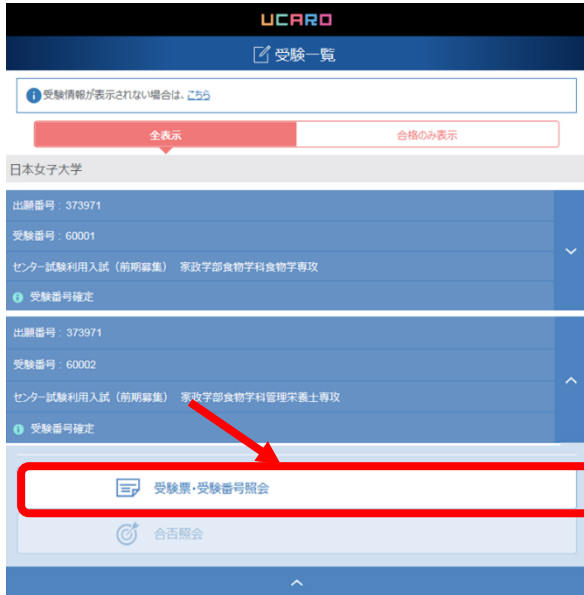 UCARO
受験一覧
受験情報が表示されない場合は、こちら
全表示
合格のみ表示
日本女子大学
出願番号：373971
受験番号：60001
センター試験利用入試（前期募集）　家政学部食物学科食物学専攻
受験番号確定
出願番号：373971
受験番号：60002
センター試験利用入試（前期募集）　家政学部食物学科管理栄養士専攻
受験番号確定
受験票・受験番号照会
合否照会